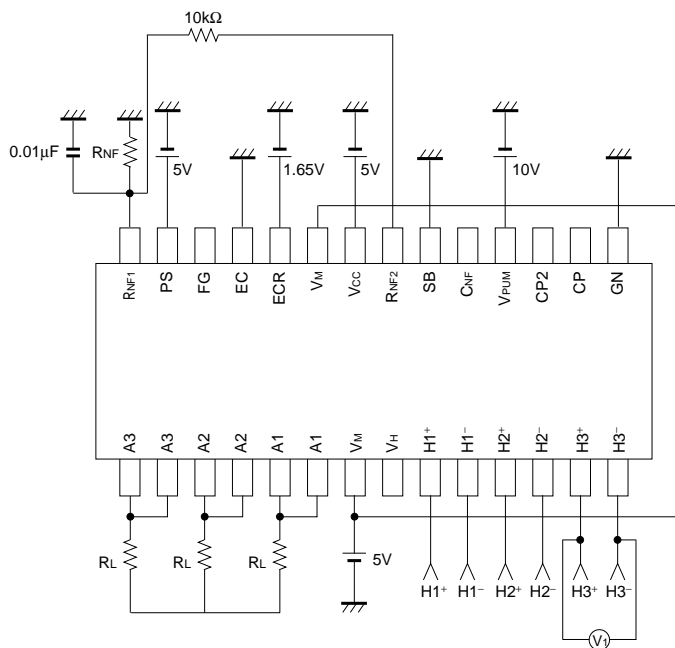 10kΩ
0.01μF
RNF
5V
1.65V
5V
10V
RNF1
PS
FG
EC
ECR
VM
VCC
RNF2
SB
CNF
VPUM
CP2
CP
GN
A3
A3
A2
A2
A1
A1
VM
VH
H1+
H1−
H2+
H2−
H3+
H3−
RL
RL
RL
5V
H1+
H1−
H2+
H2−
H3+
H3−
V1